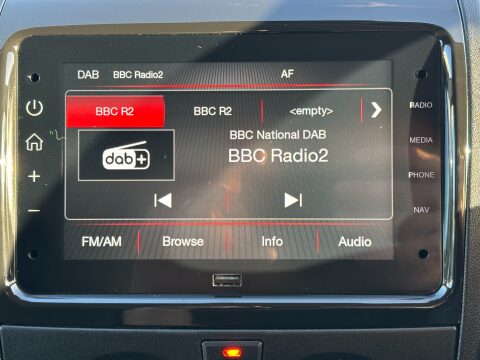 DAB BBC Radio2 AF
BBC R2 BBC R2 <empty>
BBC National DAB
dab+
BBC Radio2
FM/AM Browse Info Audio
RADIO
MEDIA
PHONE
NAV